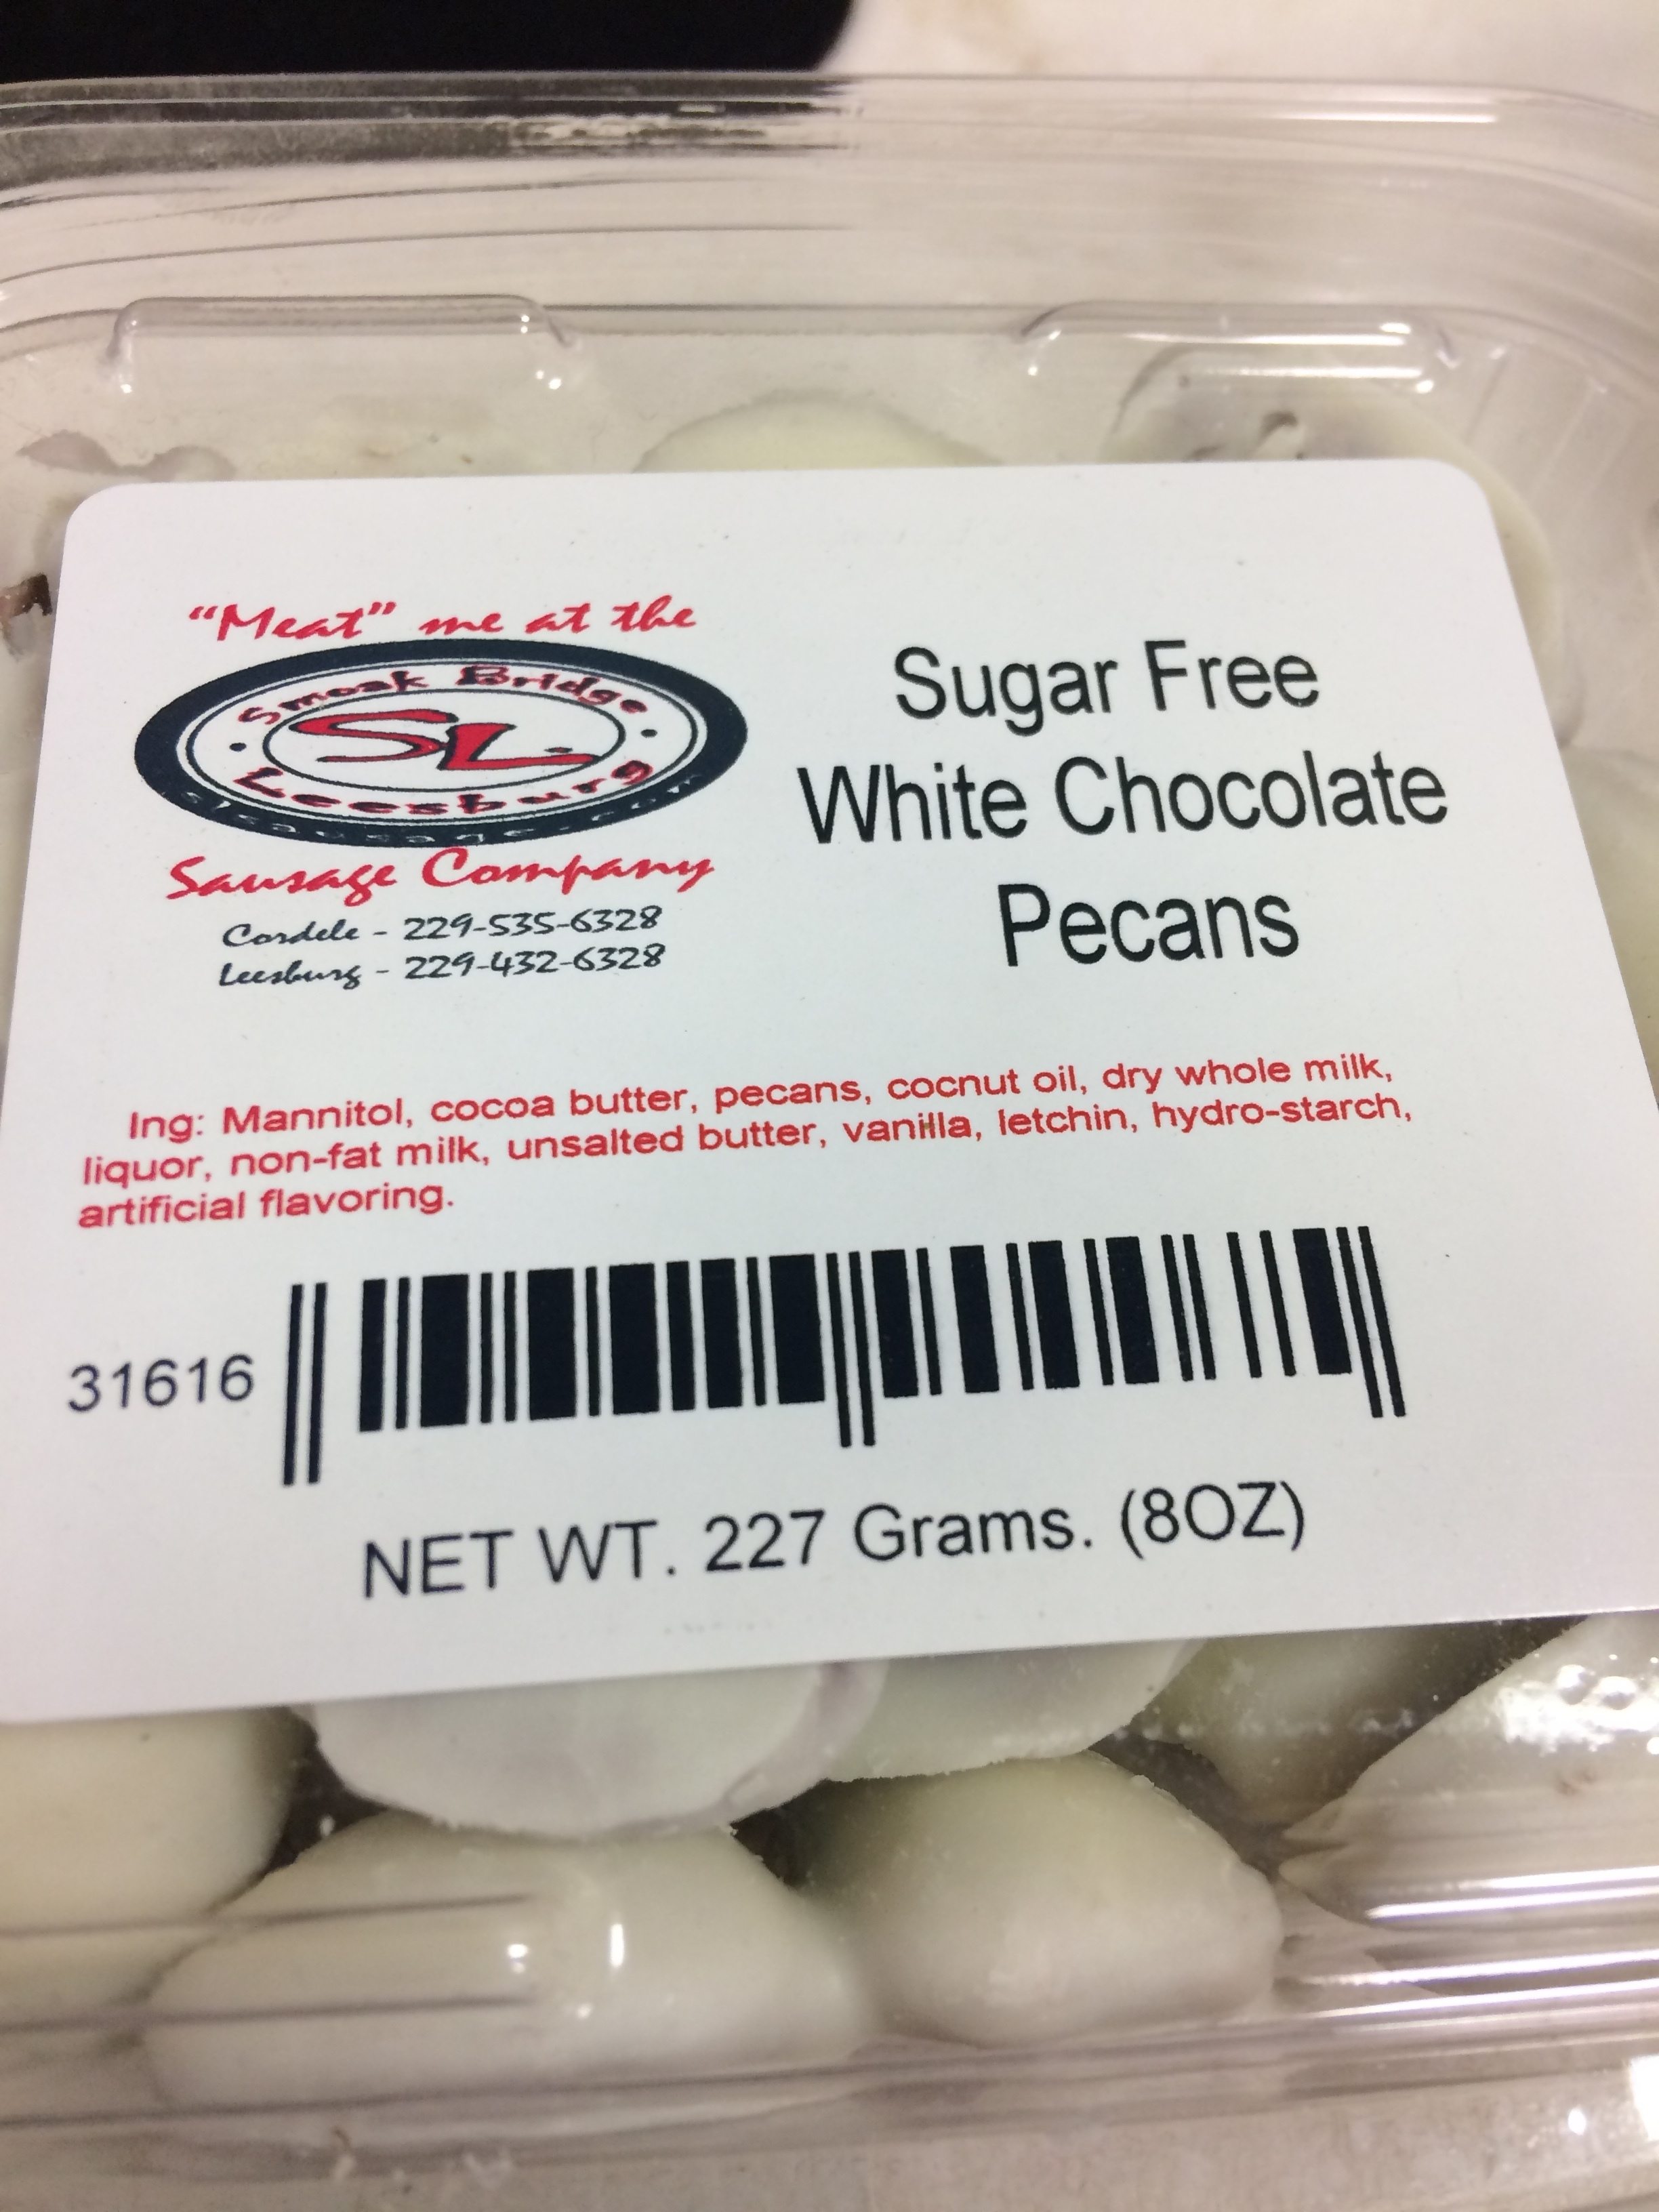 "Meat" me at the
Smoak Bridge
SL
Leesburg
slsausage.com
Sausage Company
Cordele - 229-535-6328
Leesburg - 229-432-6328
Sugar Free
White Chocolate
Pecans
Ing: Mannitol, cocoa butter, pecans, cocnut oil, dry whole milk,
liquor, non-fat milk, unsalted butter, vanilla, letchin, hydro-starch,
artificial flavoring.
31616
NET WT. 227 Grams. (8OZ)